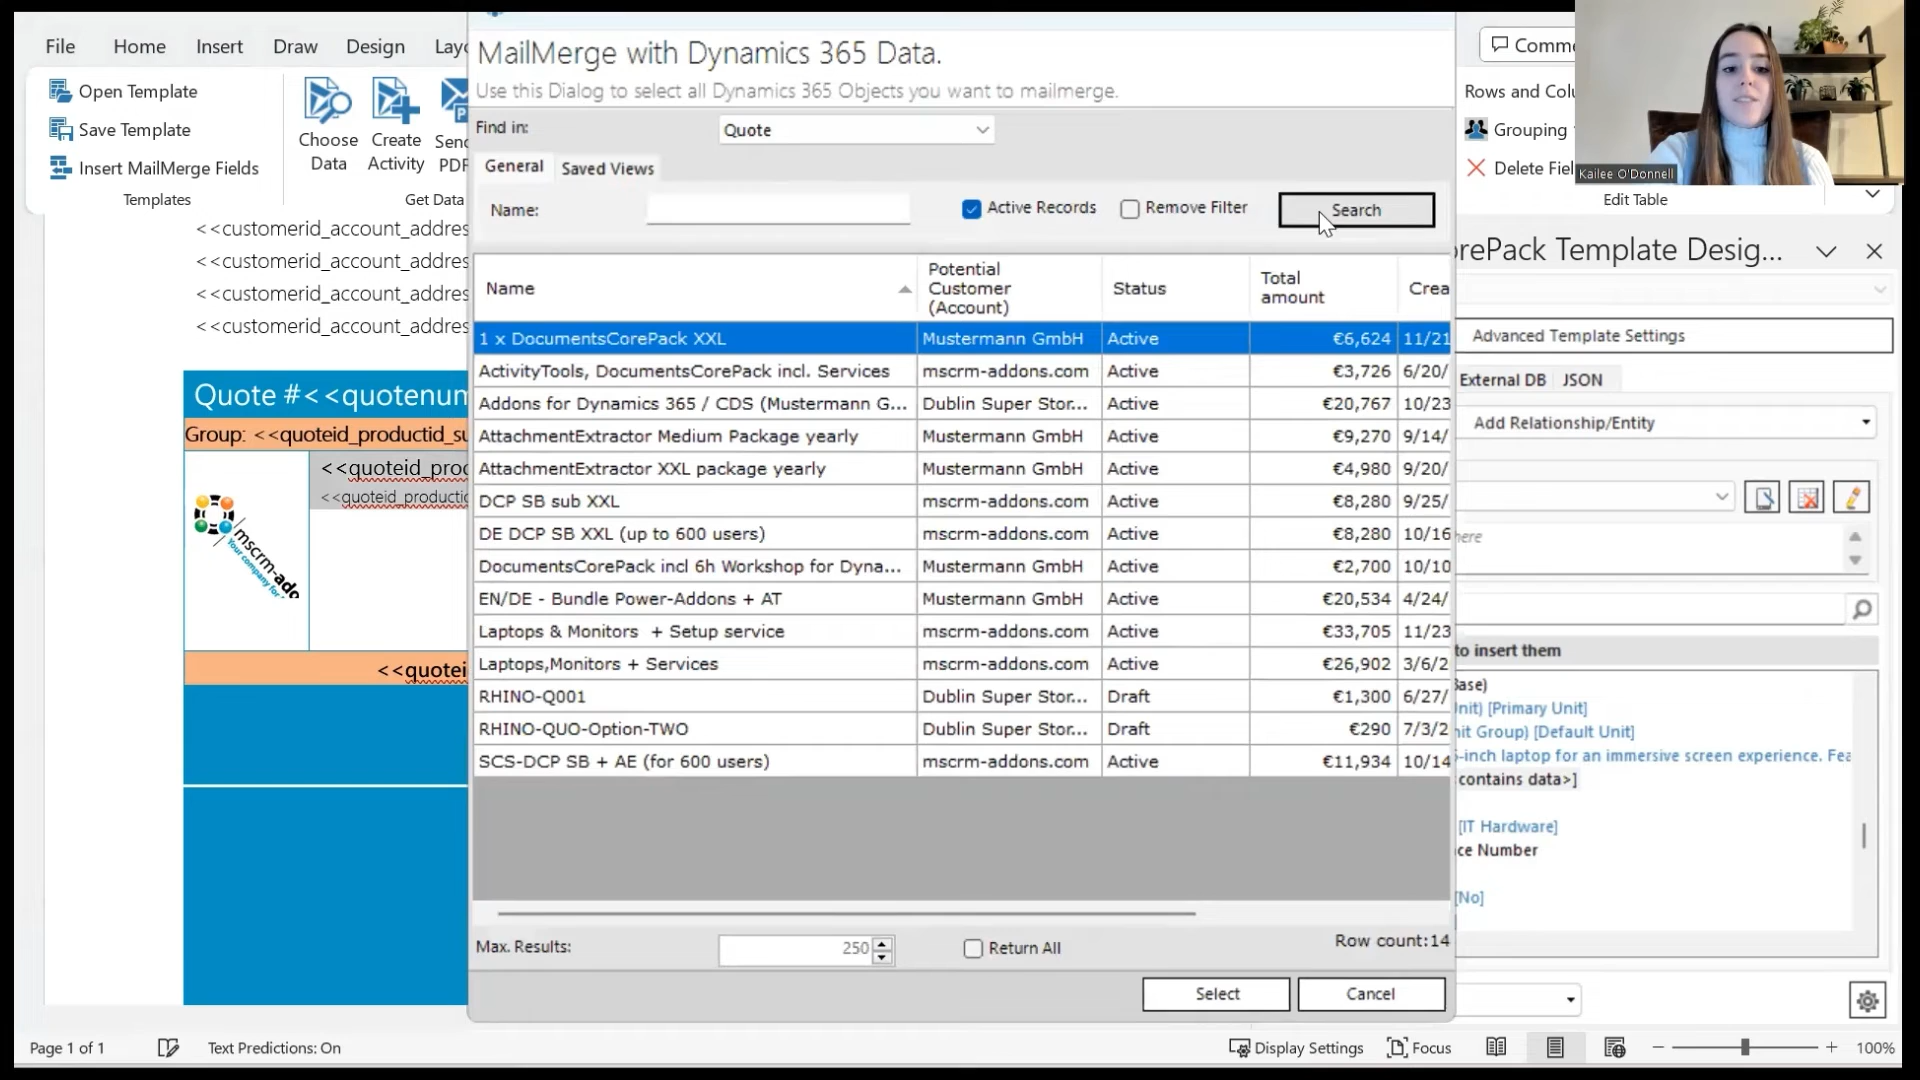 File Home Insert Draw Design
Open Template
Save Template
Insert MailMerge Fields
Templates
Choose
Data
Create
Activity
PDF
Get Data
MailMerge with Dynamics 365 Data.
Use this Dialog to select all Dynamics 365 Objects you want to mailmerge.
Find in: Quote
General Saved Views
Name: Active Records Remove Filter Search
Name Potential Customer (Account) Status Total amount Crea
1 x DocumentsCorePack XXL Mustermann GmbH Active €6,624 11/21
ActivityTools, DocumentsCorePack incl. Services mscrm-addons.com Active €3,726 6/20/
Addons for Dynamics 365 / CDS (Mustermann G... Dublin Super Stor... Active €20,767 10/23
AttachmentExtractor Medium Package yearly Mustermann GmbH Active €9,270 9/14/
AttachmentExtractor XXL package yearly Mustermann GmbH Active €4,980 9/20/
DCP SB sub XXL mscrm-addons.com Active €8,280 9/25/
DE DCP SB XXL (up to 600 users) mscrm-addons.com Active €8,280 10/16
DocumentsCorePack incl 6h Workshop for Dyna... Mustermann GmbH Active €2,700 10/10
EN/DE - Bundle Power-Addons + AT Mustermann GmbH Active €20,534 4/24/
Laptops & Monitors + Setup service mscrm-addons.com Active €33,705 11/23
Laptops,Monitors + Services mscrm-addons.com Active €26,902 3/6/2
RHINO-Q001 Dublin Super Stor... Draft €1,300 6/27/
RHINO-QUO-Option-TWO Dublin Super Stor... Draft €290 7/3/2
SCS-DCP SB + AE (for 600 users) mscrm-addons.com Active €11,934 10/14
Max. Results: 250 Return All Row count:14
Select Cancel
<<customerid_account_addres
<<customerid_account_addres
<<customerid_account_addres
<<customerid_account_addres
Quote #<<quotenum
Group: <<quoteid_productid_su
<<quoteid_prod
<<quoteid_productid
mscrm-addo
Your company for
<<quotei
Comme
Rows and Colu
Grouping
Delete Fiel
Edit Table
Kailee O'Donnell
orePack Template Desig...
Advanced Template Settings
External DB JSON
Add Relationship/Entity
here
to insert them
Base)
nit) [Primary Unit]
nit Group) [Default Unit]
-inch laptop for an immersive screen experience. Fea
contains data>]
[IT Hardware]
ce Number
[No]
Page 1 of 1 Text Predictions: On Display Settings Focus 100%